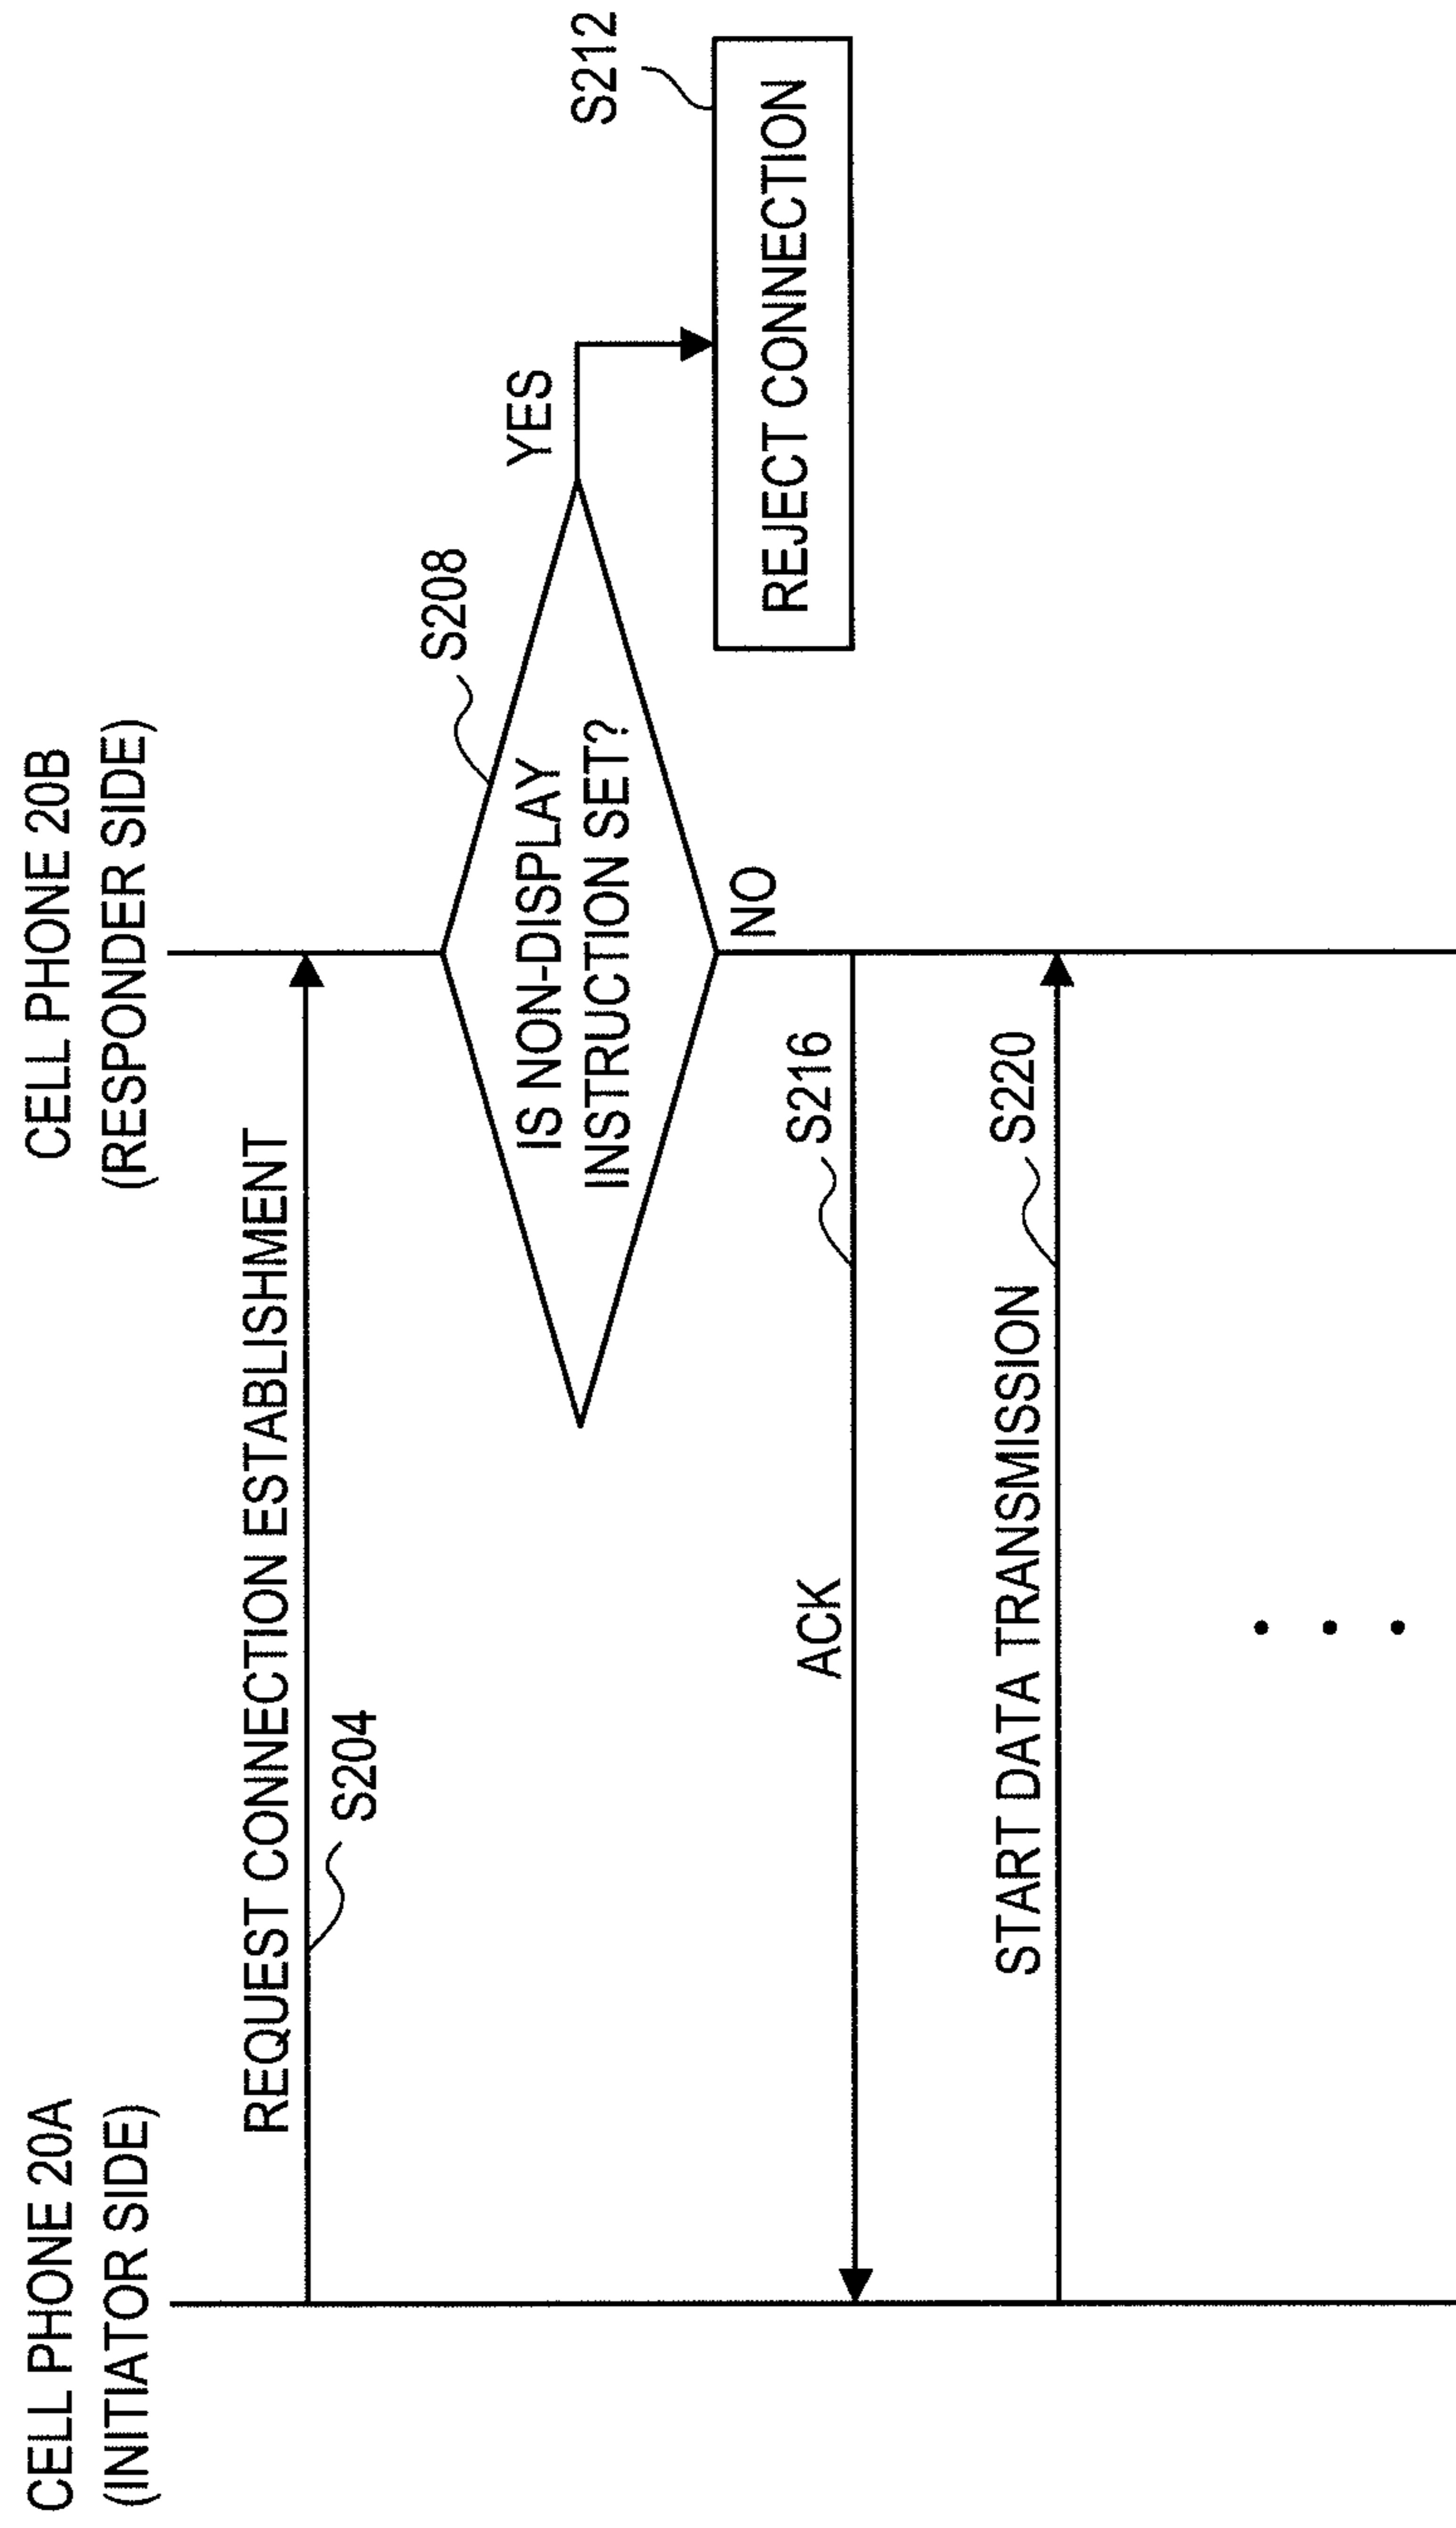 CELL PHONE 20A
(INITIATOR SIDE)
CELL PHONE 20B
(RESPONDER SIDE)
REQUEST CONNECTION ESTABLISHMENT
S204
S208
IS NON-DISPLAY
INSTRUCTION SET?
YES
S212
REJECT CONNECTION
NO
ACK
S216
START DATA TRANSMISSION
S220